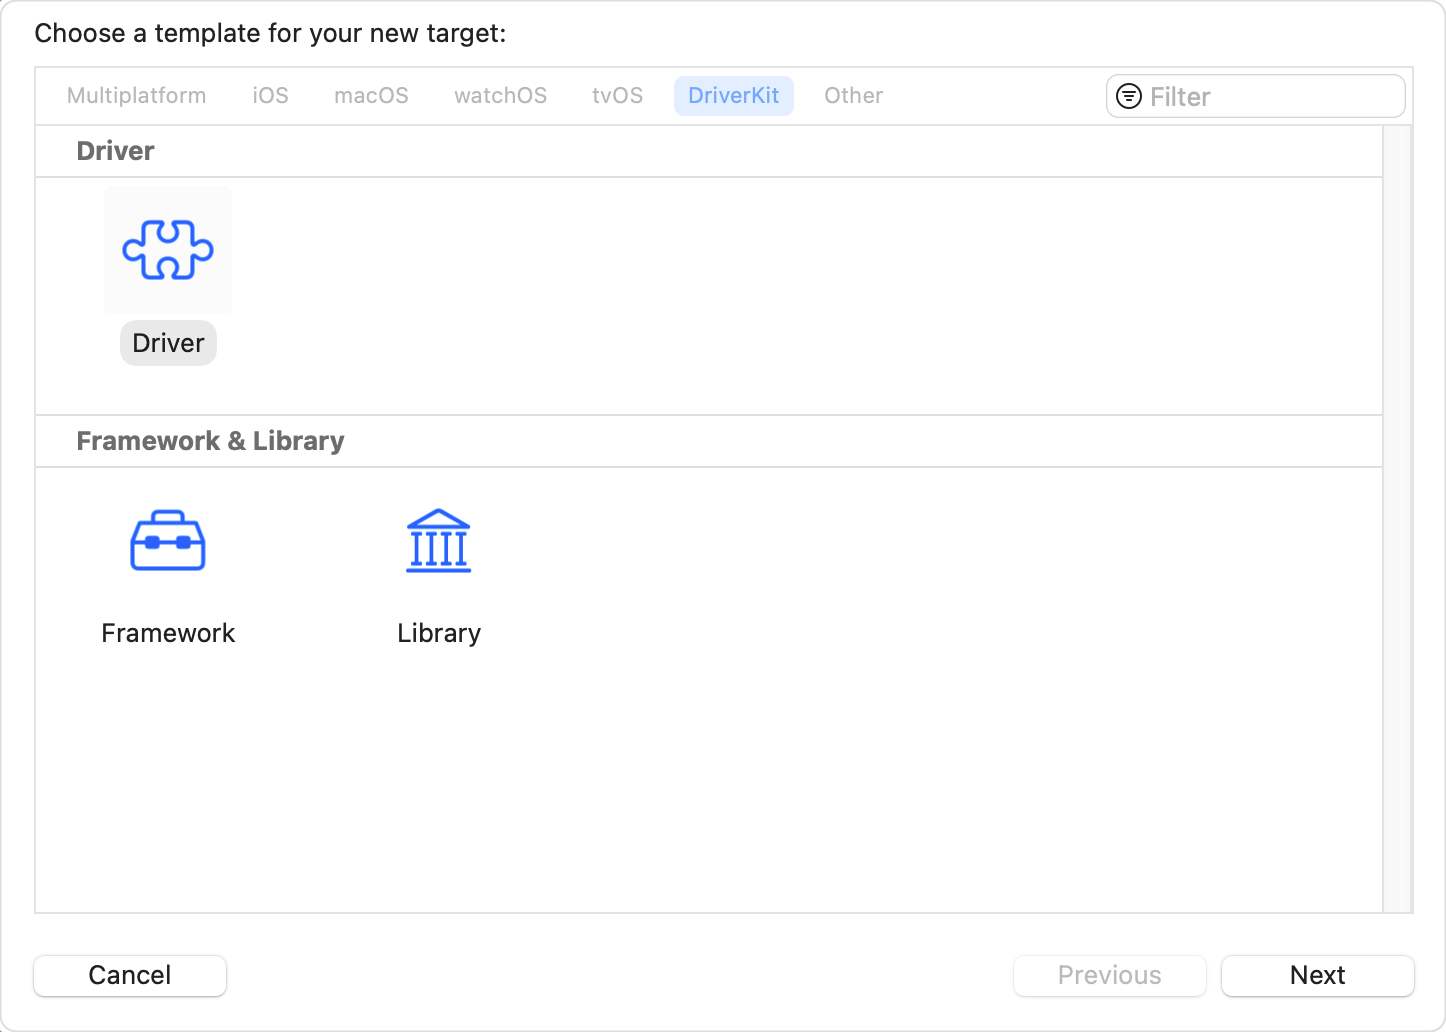 Choose a template for your new target:
Multiplatform iOS macOS watchOS tvOS DriverKit Other Filter
Driver
Driver
Framework & Library
Framework Library
Cancel Previous Next